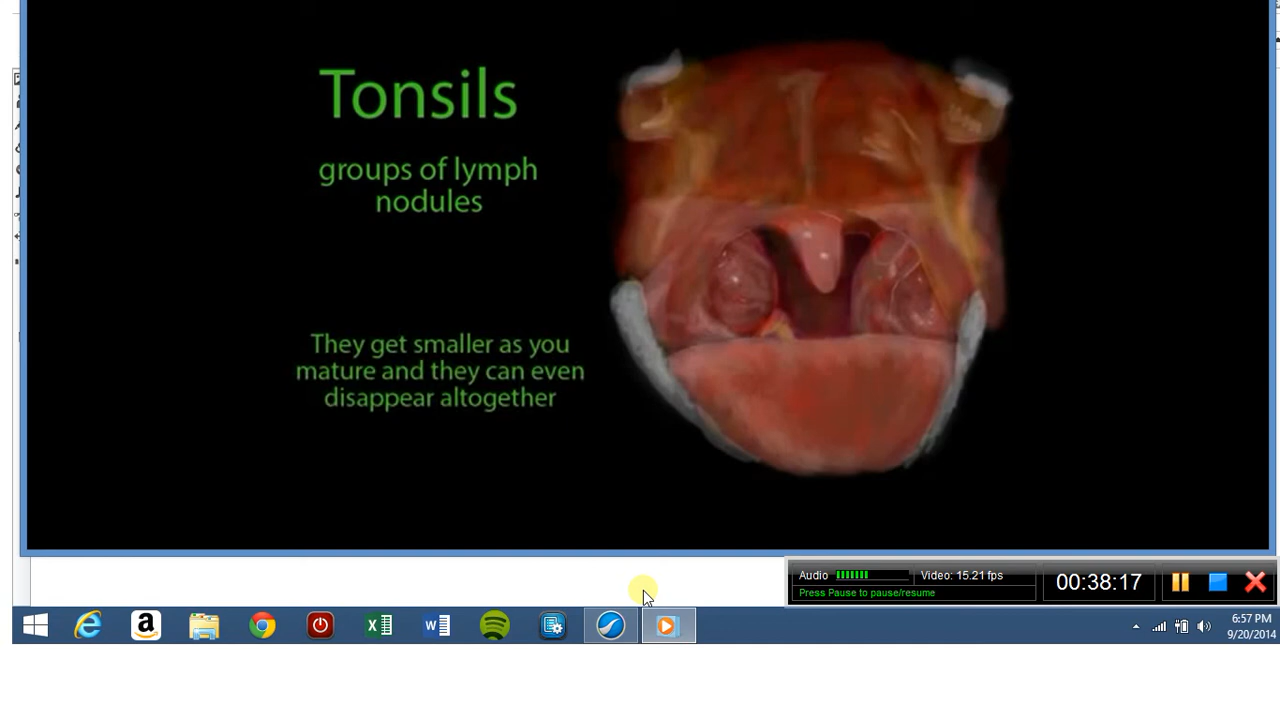 Tonsils
groups of lymph
nodules
They get smaller as you
mature and they can even
disappear altogether
Audio
Video: 15.21 fps
Press Pause to pause/resume
00:38:17
6:57 PM
9/20/2014